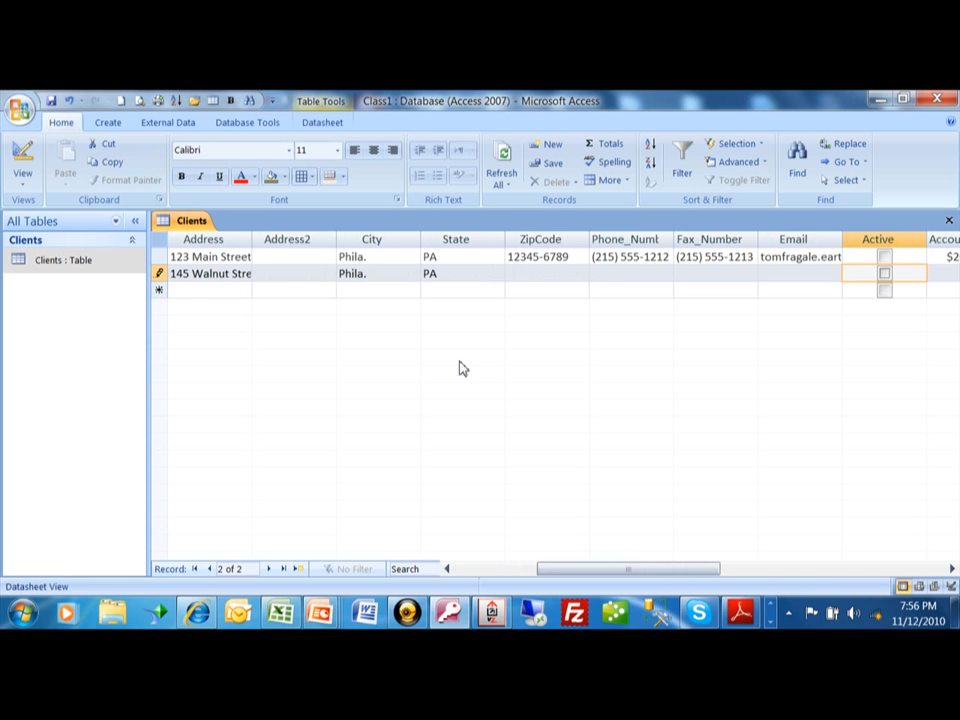 Table Tools Class1 : Database (Access 2007) - Microsoft Access
Home Create External Data Database Tools Datasheet
View Paste Cut Copy Format Painter Calibri 11 Refresh All New Save Delete Totals Spelling More Filter Selection Advanced Toggle Filter Find Replace Go To Select
Views Clipboard Font Rich Text Records Sort & Filter Find
All Tables
Clients
Clients : Table
Clients
Address Address2 City State ZipCode Phone_Numl Fax_Number Email Active Accou
123 Main Street Phila. PA 12345-6789 (215) 555-1212 (215) 555-1213 tomfragale.eart $2
145 Walnut Stre Phila. PA
Record: 2 of 2 No Filter Search
Datasheet View
7:56 PM
11/12/2010